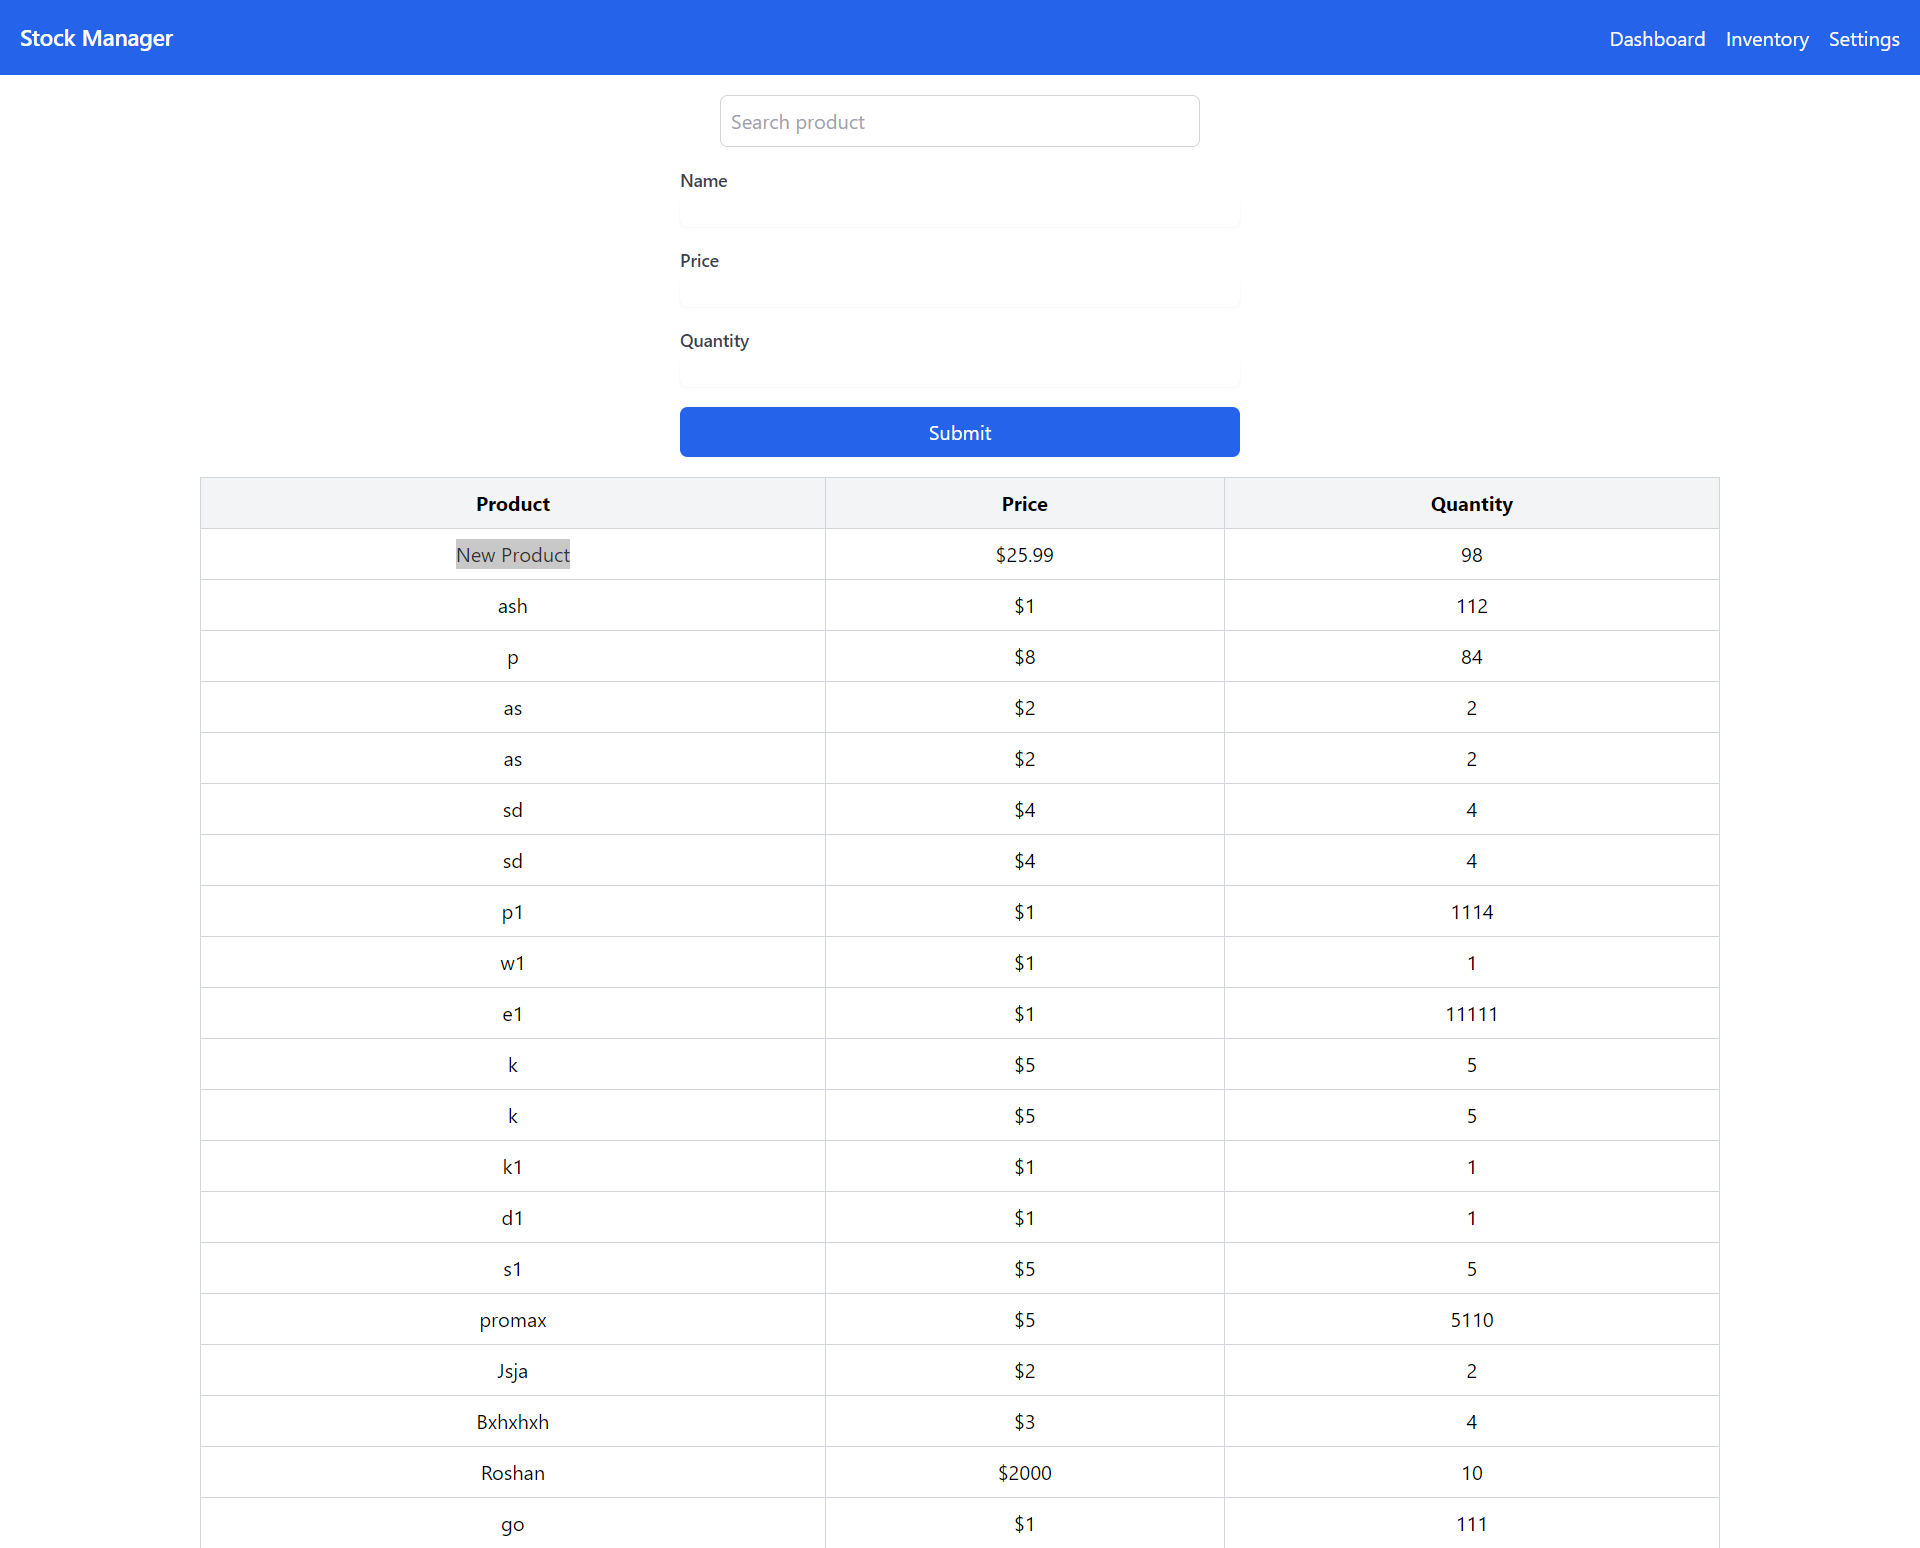 Stock Manager Dashboard Inventory Settings
Search product
Name
Price
Quantity
Submit
Product Price Quantity
New Product $25.99 98
ash $1 112
p $8 84
as $2 2
as $2 2
sd $4 4
sd $4 4
p1 $1 1114
w1 $1 1
e1 $1 11111
k $5 5
k $5 5
k1 $1 1
d1 $1 1
s1 $5 5
promax $5 5110
Jsja $2 2
Bxhxhxh $3 4
Roshan $2000 10
go $1 111